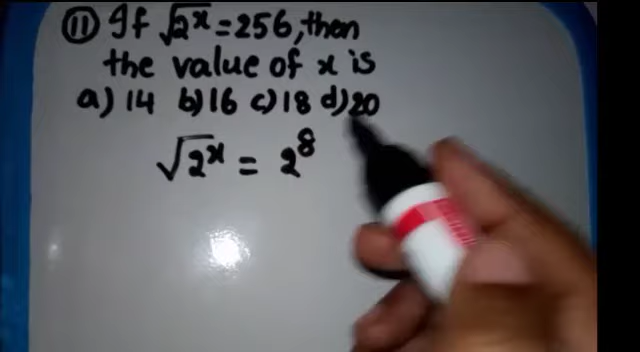 ⑪ If √2ˣ = 256, then
the value of x is
a) 14 b) 16 c) 18 d) 20
√2ˣ = 2⁸